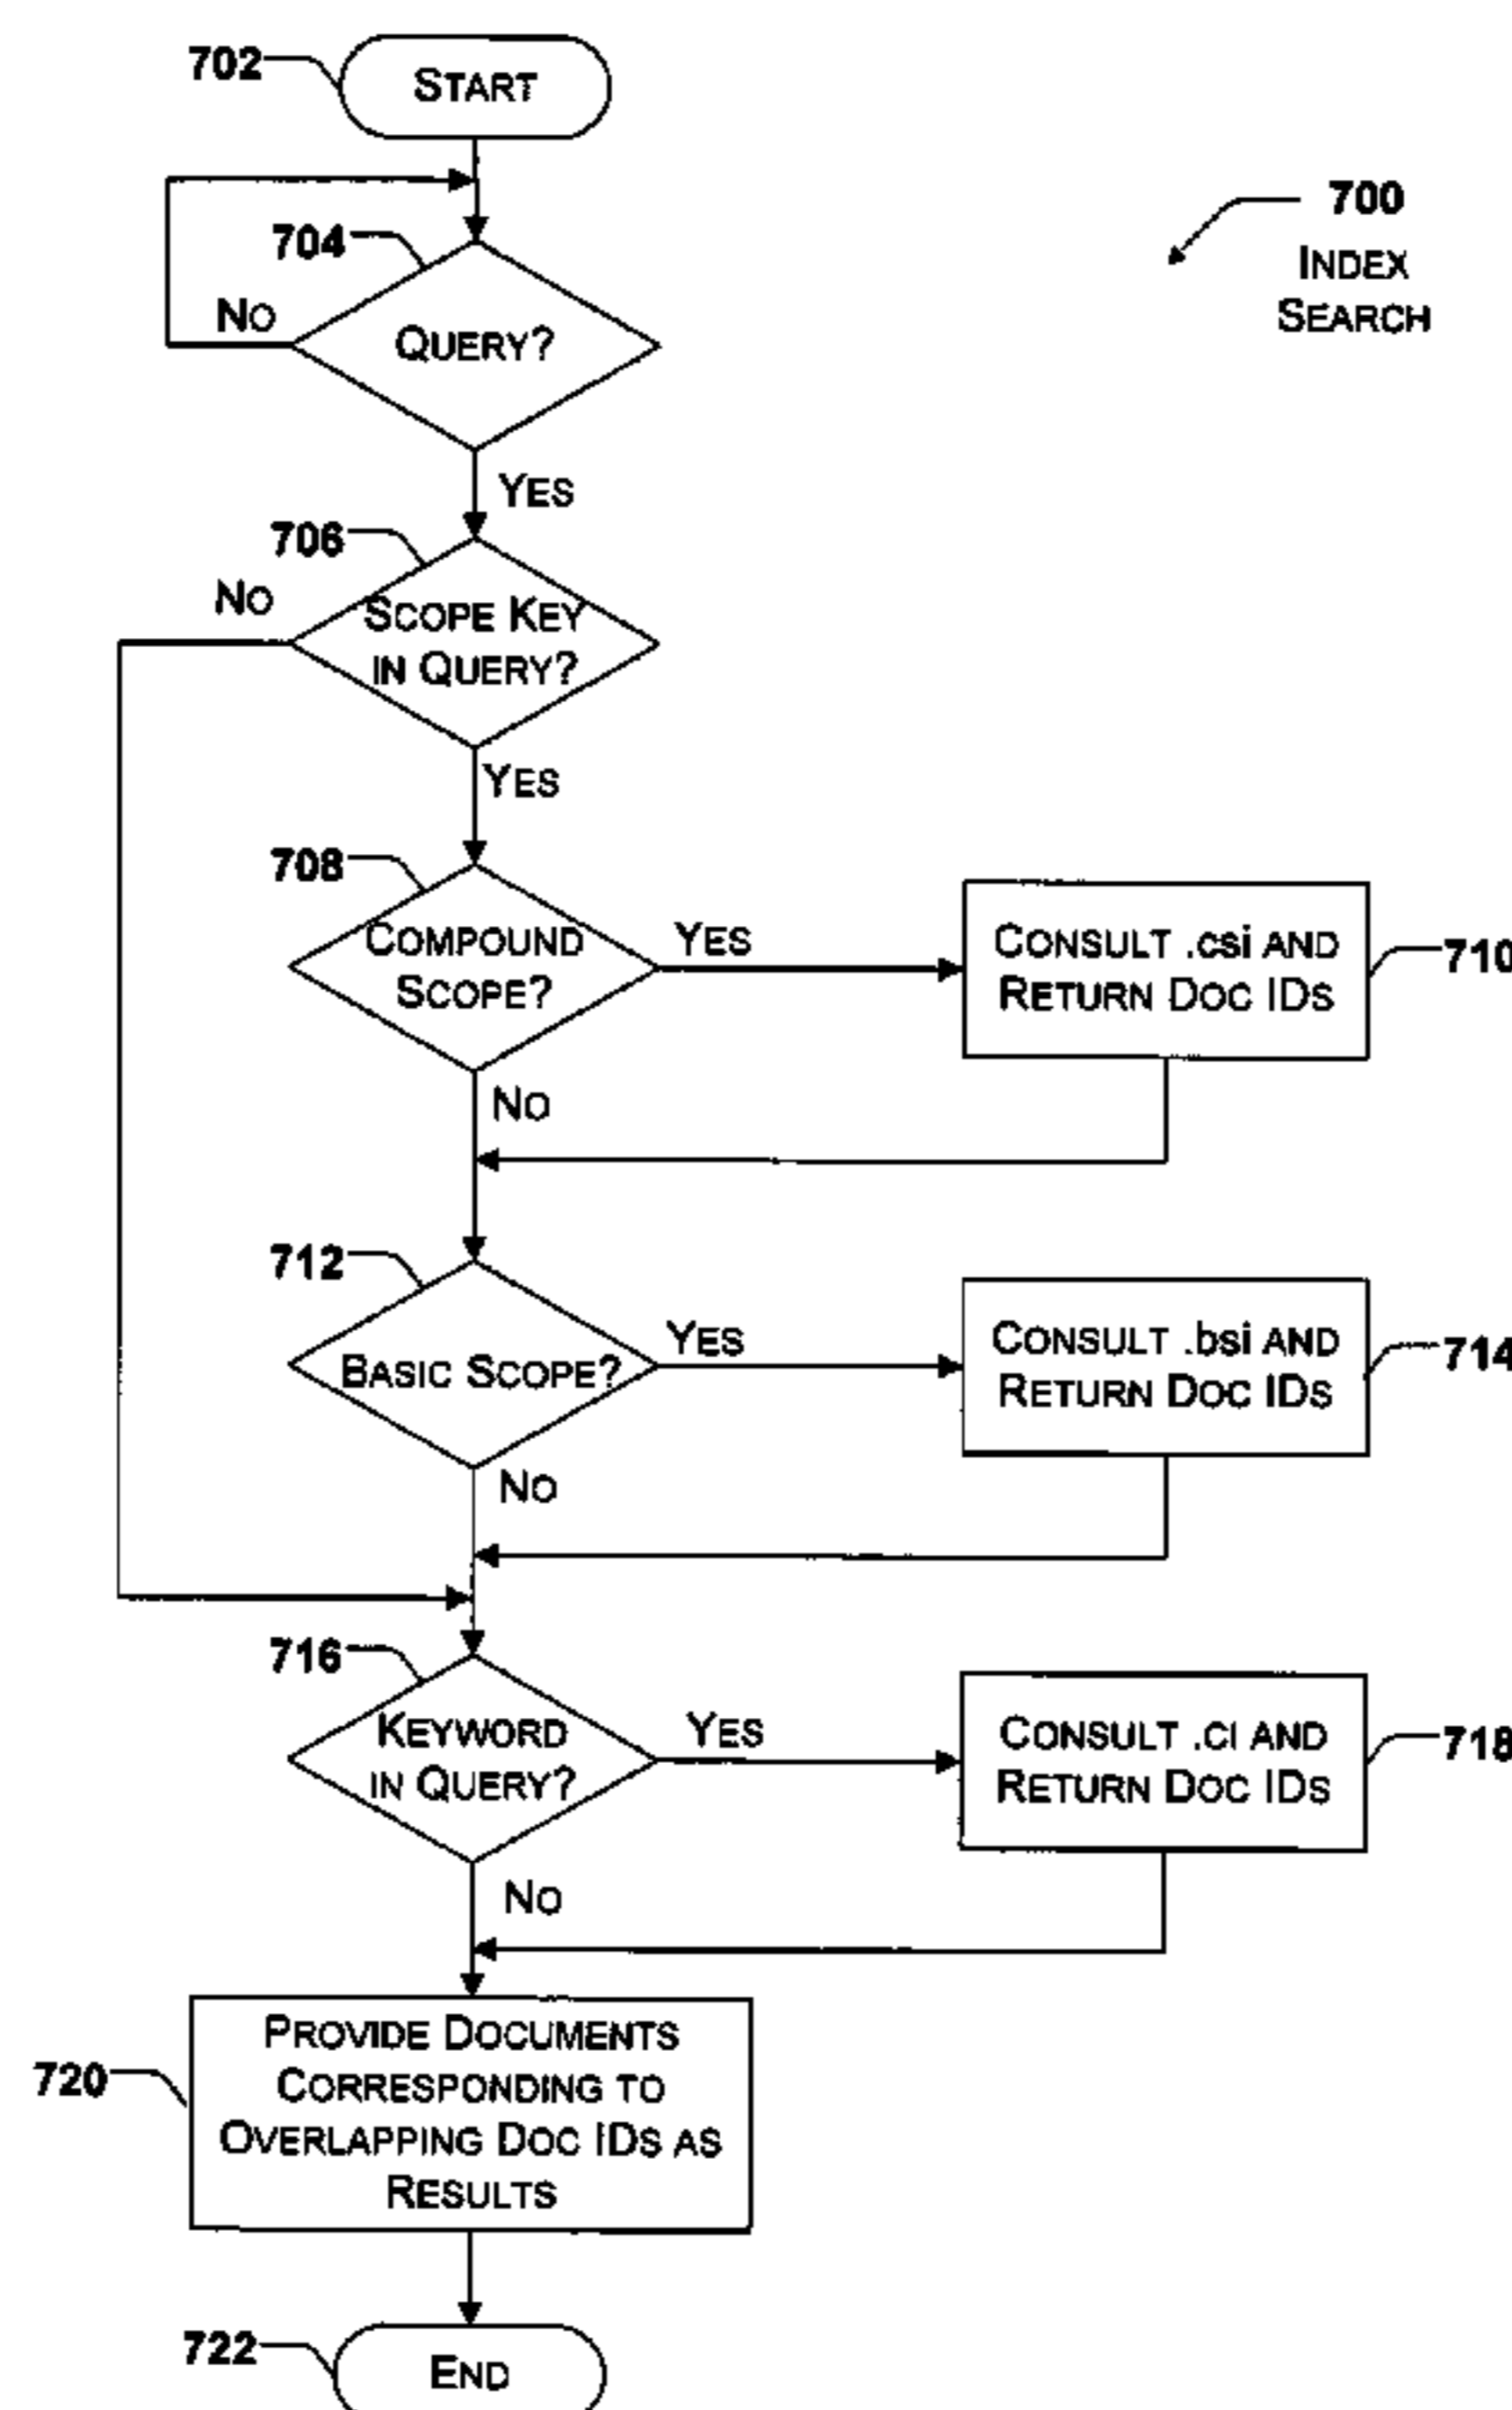 702
START
700
INDEX
SEARCH
704
NO
QUERY?
YES
706
NO
SCOPE KEY
IN QUERY?
YES
708
COMPOUND
SCOPE?
YES
CONSULT .csi AND
RETURN DOC IDS
710
NO
712
BASIC SCOPE?
YES
CONSULT .bsi AND
RETURN DOC IDS
714
NO
716
KEYWORD
IN QUERY?
YES
CONSULT .CI AND
RETURN DOC IDS
718
NO
720
PROVIDE DOCUMENTS
CORRESPONDING TO
OVERLAPPING DOC IDS AS
RESULTS
722
END